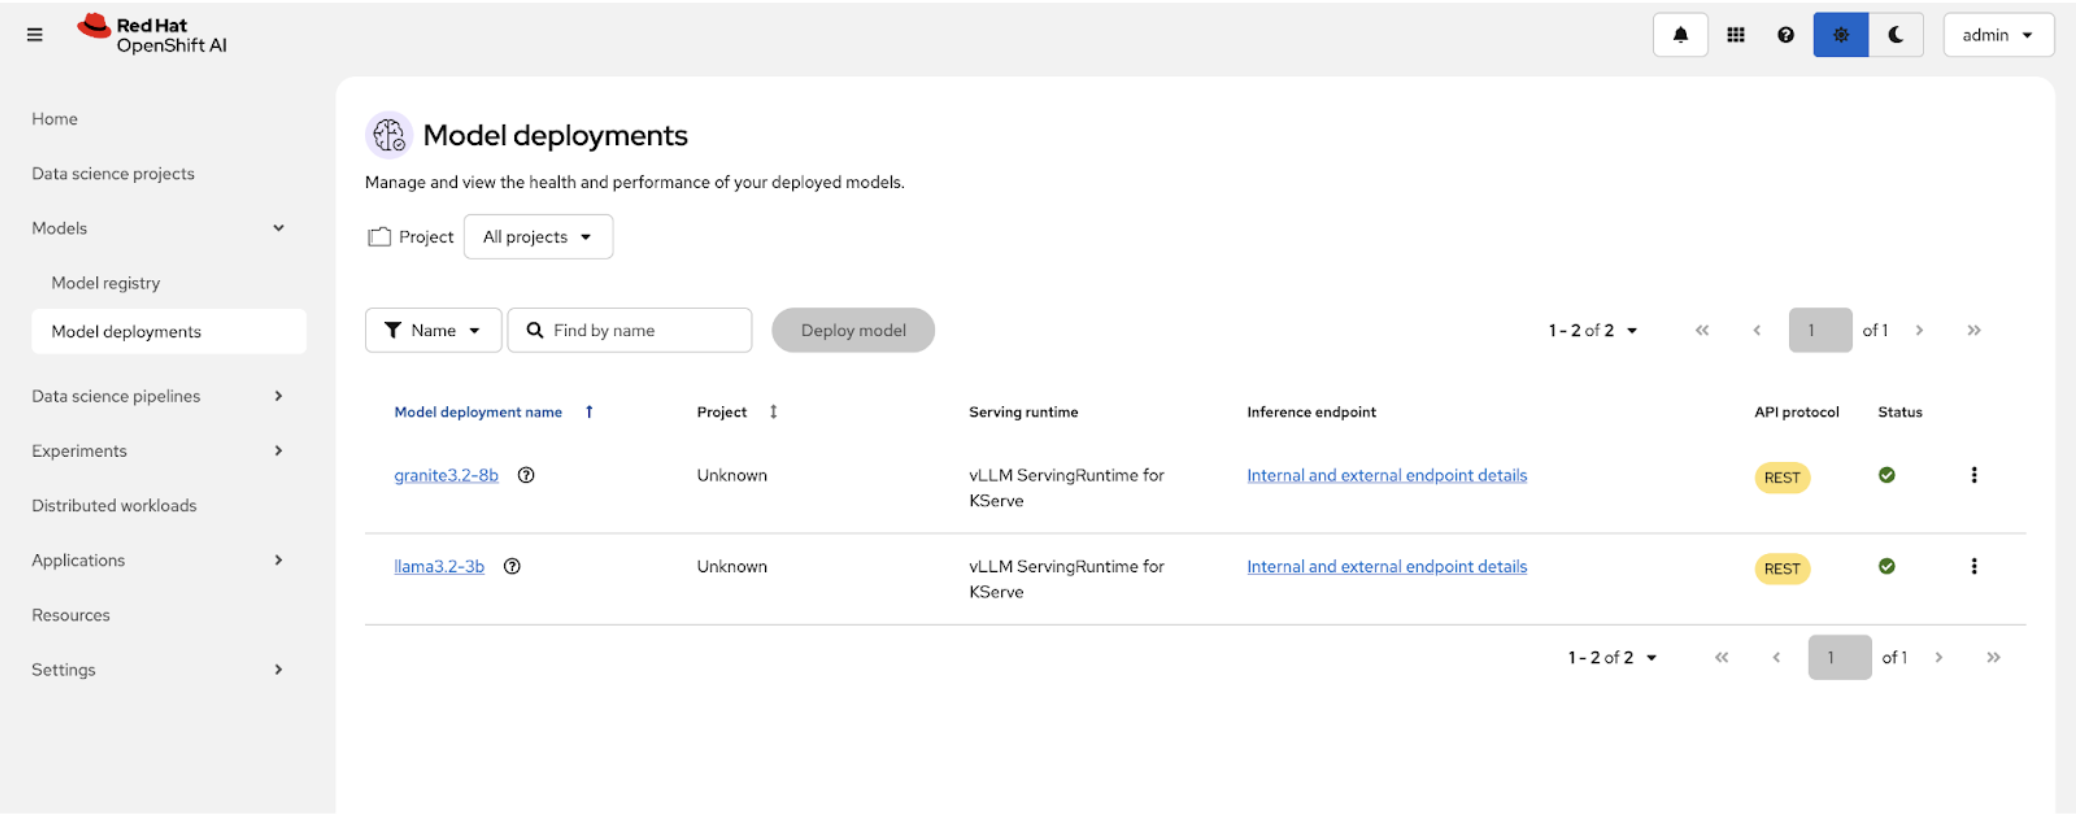 Red Hat
OpenShift AI
admin
Home
Data science projects
Models
Model registry
Model deployments
Data science pipelines
Experiments
Distributed workloads
Applications
Resources
Settings
Model deployments
Manage and view the health and performance of your deployed models.
Project All projects
Name Find by name Deploy model 1 - 2 of 2 1 of 1
Model deployment name Project Serving runtime Inference endpoint API protocol Status
granite3.2-8b Unknown vLLM ServingRuntime for Internal and external endpoint details REST
KServe
llama3.2-3b Unknown vLLM ServingRuntime for Internal and external endpoint details REST
KServe
1 - 2 of 2 1 of 1